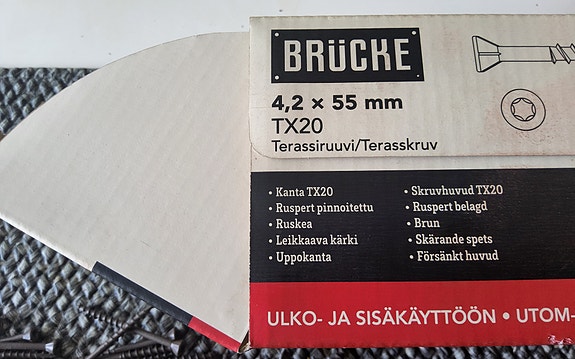 BRÜCKE
4,2 × 55 mm
TX20
Terassiruuvi/Terasskruv
• Kanta TX20
• Ruspert pinnoitettu
• Ruskea
• Leikkaava kärki
• Uppokanta
• Skruvhuvud TX20
• Ruspert belagd
• Brun
• Skärande spets
• Försänkt huvud
ULKO- JA SISÄKÄYTTÖÖN • UTOM-